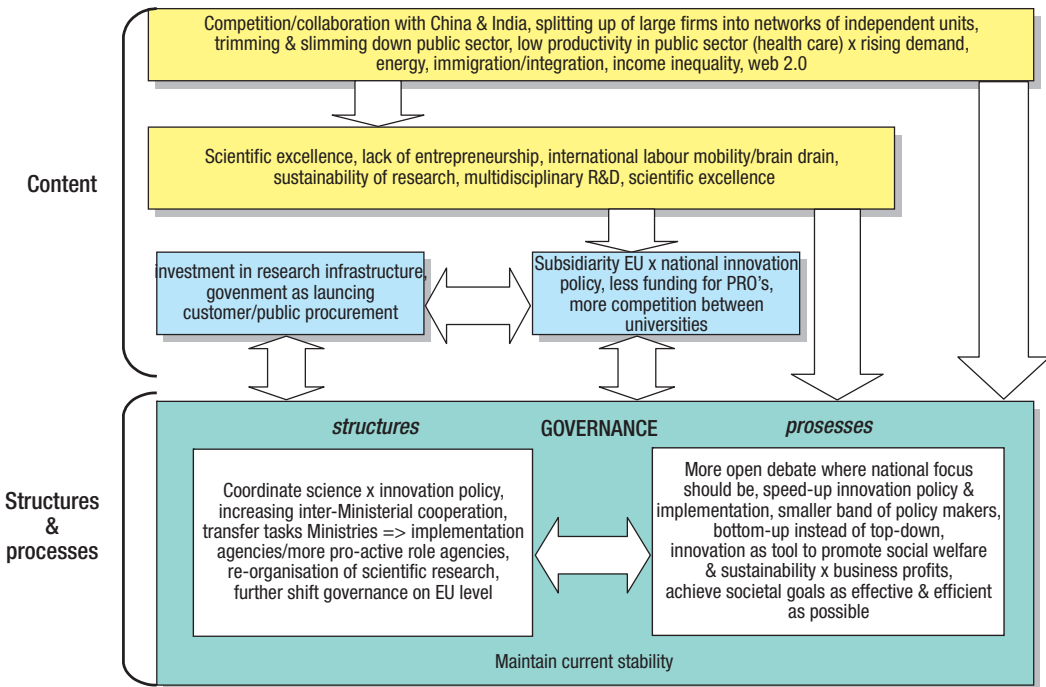 Competition/collaboration with China & India, splitting up of large firms into networks of independent units,
trimming & slimming down public sector, low productivity in public sector (health care) x rising demand,
energy, immigration/integration, income inequality, web 2.0
Scientific excellence, lack of entrepreneurship, international labour mobility/brain drain,
sustainability of research, multidisciplinary R&D, scientific excellence
Content
investment in research infrastructure,
govenment as launcing
customer/public procurement
Subsidiarity EU x national innovation
policy, less funding for PRO's,
more competition between
universities
Structures
&
processes
structures
GOVERNANCE
prosesses
Coordinate science x innovation policy,
increasing inter-Ministerial cooperation,
transfer tasks Ministries => implementation
agencies/more pro-active role agencies,
re-organisation of scientific research,
further shift governance on EU level
More open debate where national focus
should be, speed-up innovation policy &
implementation, smaller band of policy makers,
bottom-up instead of top-down,
innovation as tool to promote social welfare
& sustainability x business profits,
achieve societal goals as effective & efficient
as possible
Maintain current stability